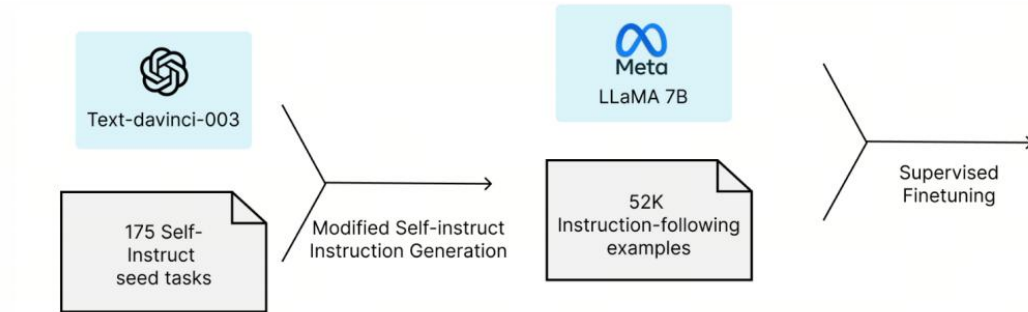 Text-davinci-003
175 Self-
Instruct
seed tasks
Modified Self-instruct
Instruction Generation
Meta
LLaMA 7B
52K
Instruction-following
examples
Supervised
Finetuning